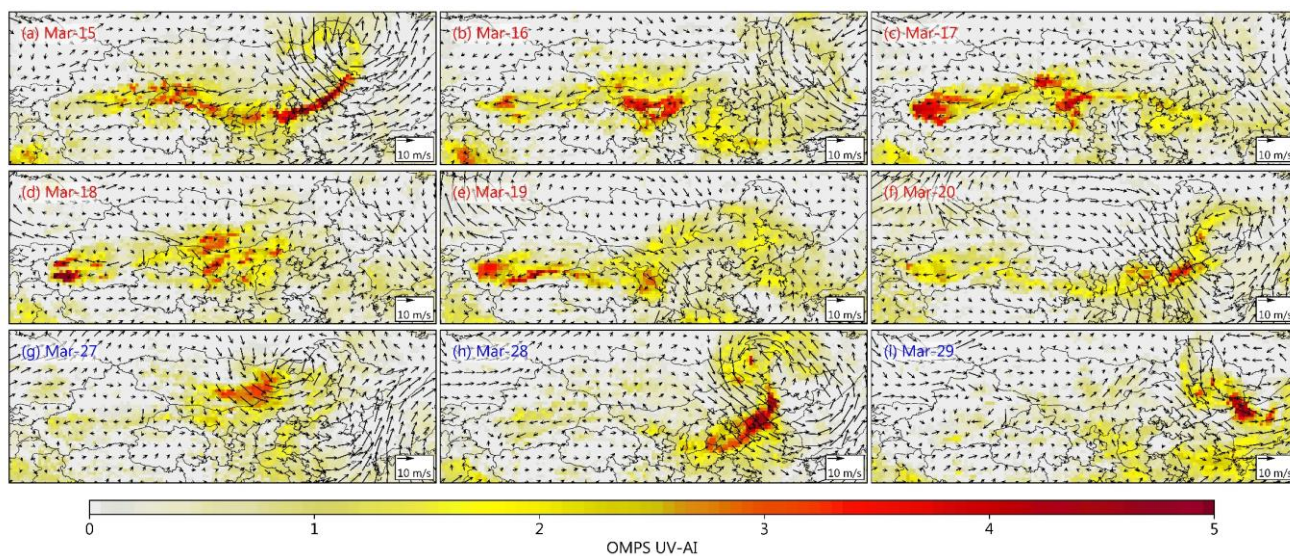 (a) Mar-15
(b) Mar-16
(c) Mar-17
10 m/s
10 m/s
10 m/s
(d) Mar-18
(e) Mar-19
(f) Mar-20
10 m/s
10 m/s
10 m/s
(g) Mar-27
(h) Mar-28
(i) Mar-29
10 m/s
10 m/s
10 m/s
0 1 2 3 4 5
OMPS UV-AI